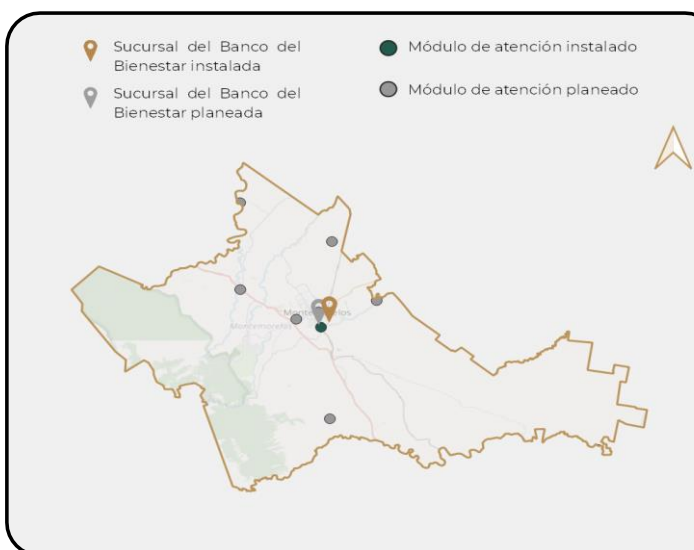 Sucursal del Banco del
Bienestar instalada
Sucursal del Banco del
Bienestar planeada
Módulo de atención instalado
Módulo de atención planeado
Montemorelos